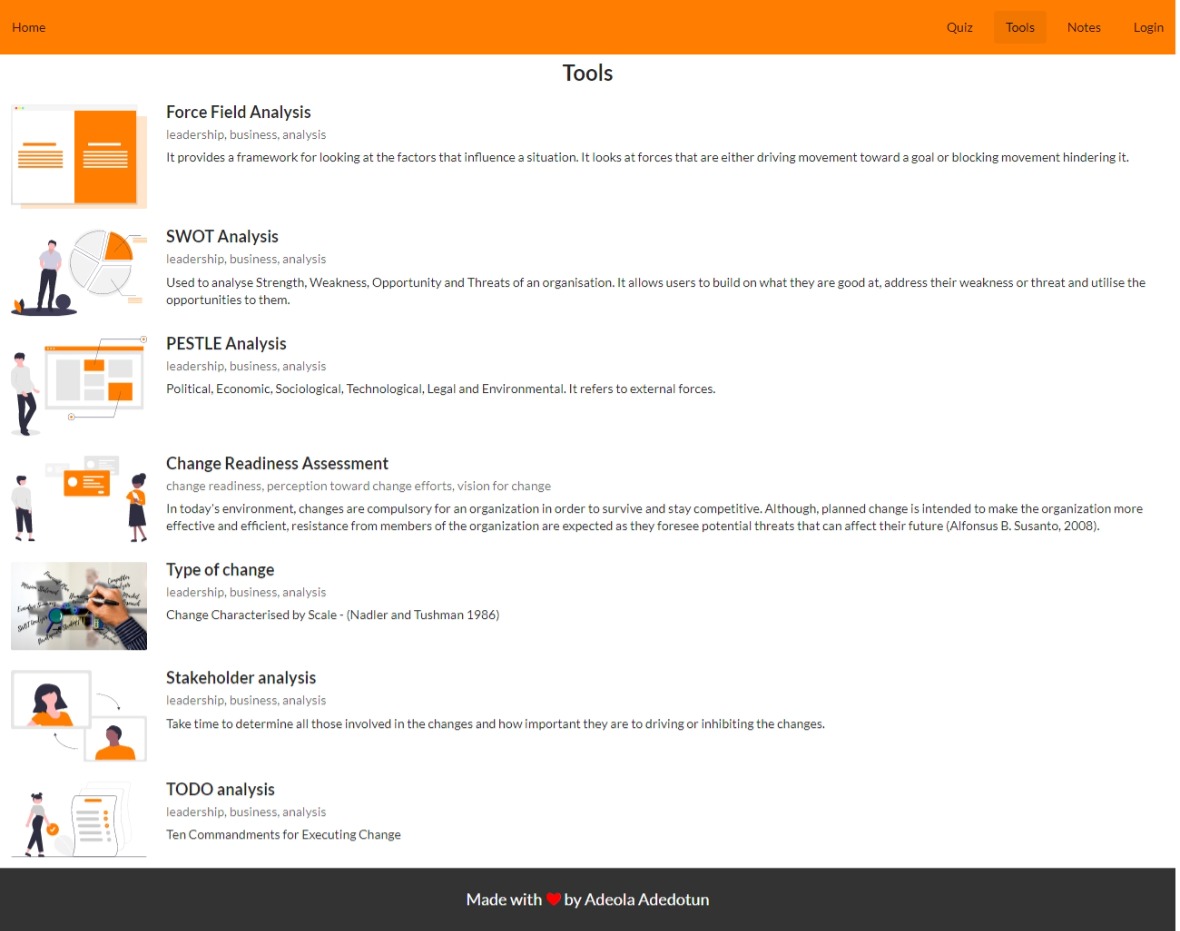 Home Quiz Tools Notes Login
Tools
Force Field Analysis
leadership, business, analysis
It provides a framework for looking at the factors that influence a situation. It looks at forces that are either driving movement toward a goal or blocking movement hindering it.
SWOT Analysis
leadership, business, analysis
Used to analyse Strength, Weakness, Opportunity and Threats of an organisation. It allows users to build on what they are good at, address their weakness or threat and utilise the
opportunities to them.
PESTLE Analysis
leadership, business, analysis
Political, Economic, Sociological, Technological, Legal and Environmental. It refers to external forces.
Change Readiness Assessment
change readiness, perception toward change efforts, vision for change
In today's environment, changes are compulsory for an organization in order to survive and stay competitive. Although, planned change is intended to make the organization more
effective and efficient, resistance from members of the organization are expected as they foresee potential threats that can affect their future (Alfonsus B. Susanto, 2008).
Type of change
leadership, business, analysis
Change Characterised by Scale - (Nadler and Tushman 1986)
Stakeholder analysis
leadership, business, analysis
Take time to determine all those involved in the changes and how important they are to driving or inhibiting the changes.
TODO analysis
leadership, business, analysis
Ten Commandments for Executing Change
Made with ❤ by Adeola Adedotun